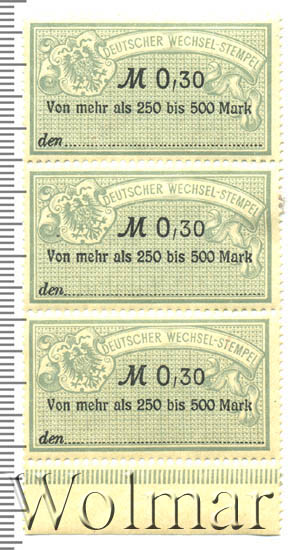 DEUTSCHER WECHSEL-STEMPEL
M 0,30
Von mehr als 250 bis 500 Mark
den
DEUTSCHER WECHSEL-STEMPEL
M 0,30
Von mehr als 250 bis 500 Mark
den
DEUTSCHER WECHSEL-STEMPEL
M 0,30
Von mehr als 250 bis 500 Mark
den
Wolmar